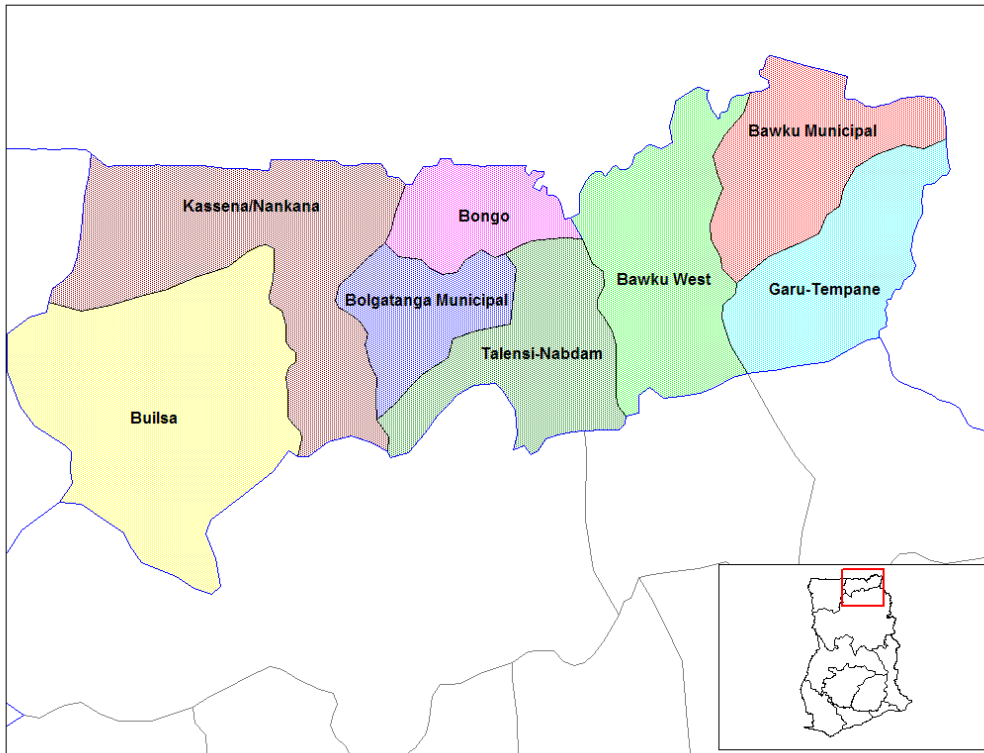 Bawku Municipal
Kassena/Nankana
Bongo
Bawku West
Garu-Tempane
Bolgatanga Municipal
Talensi-Nabdam
Builsa